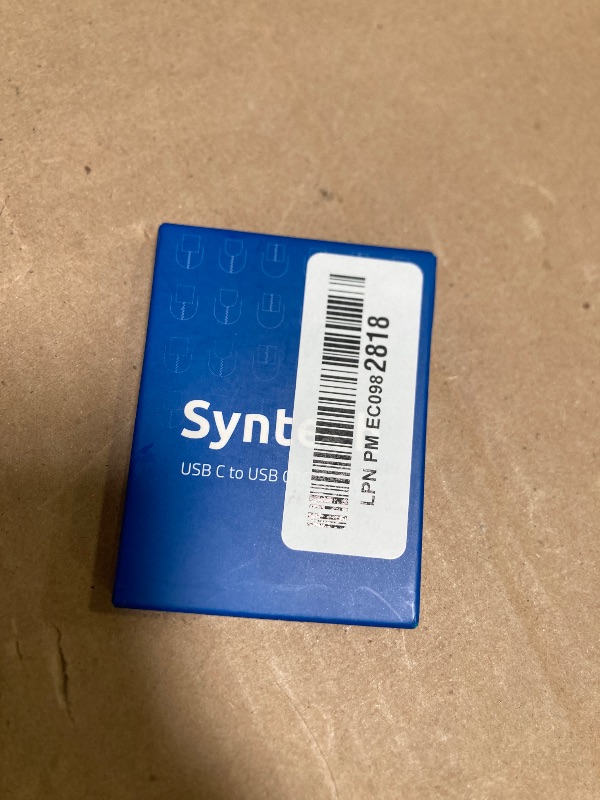 Synte
USB C to USB
LPN PM EC0982818